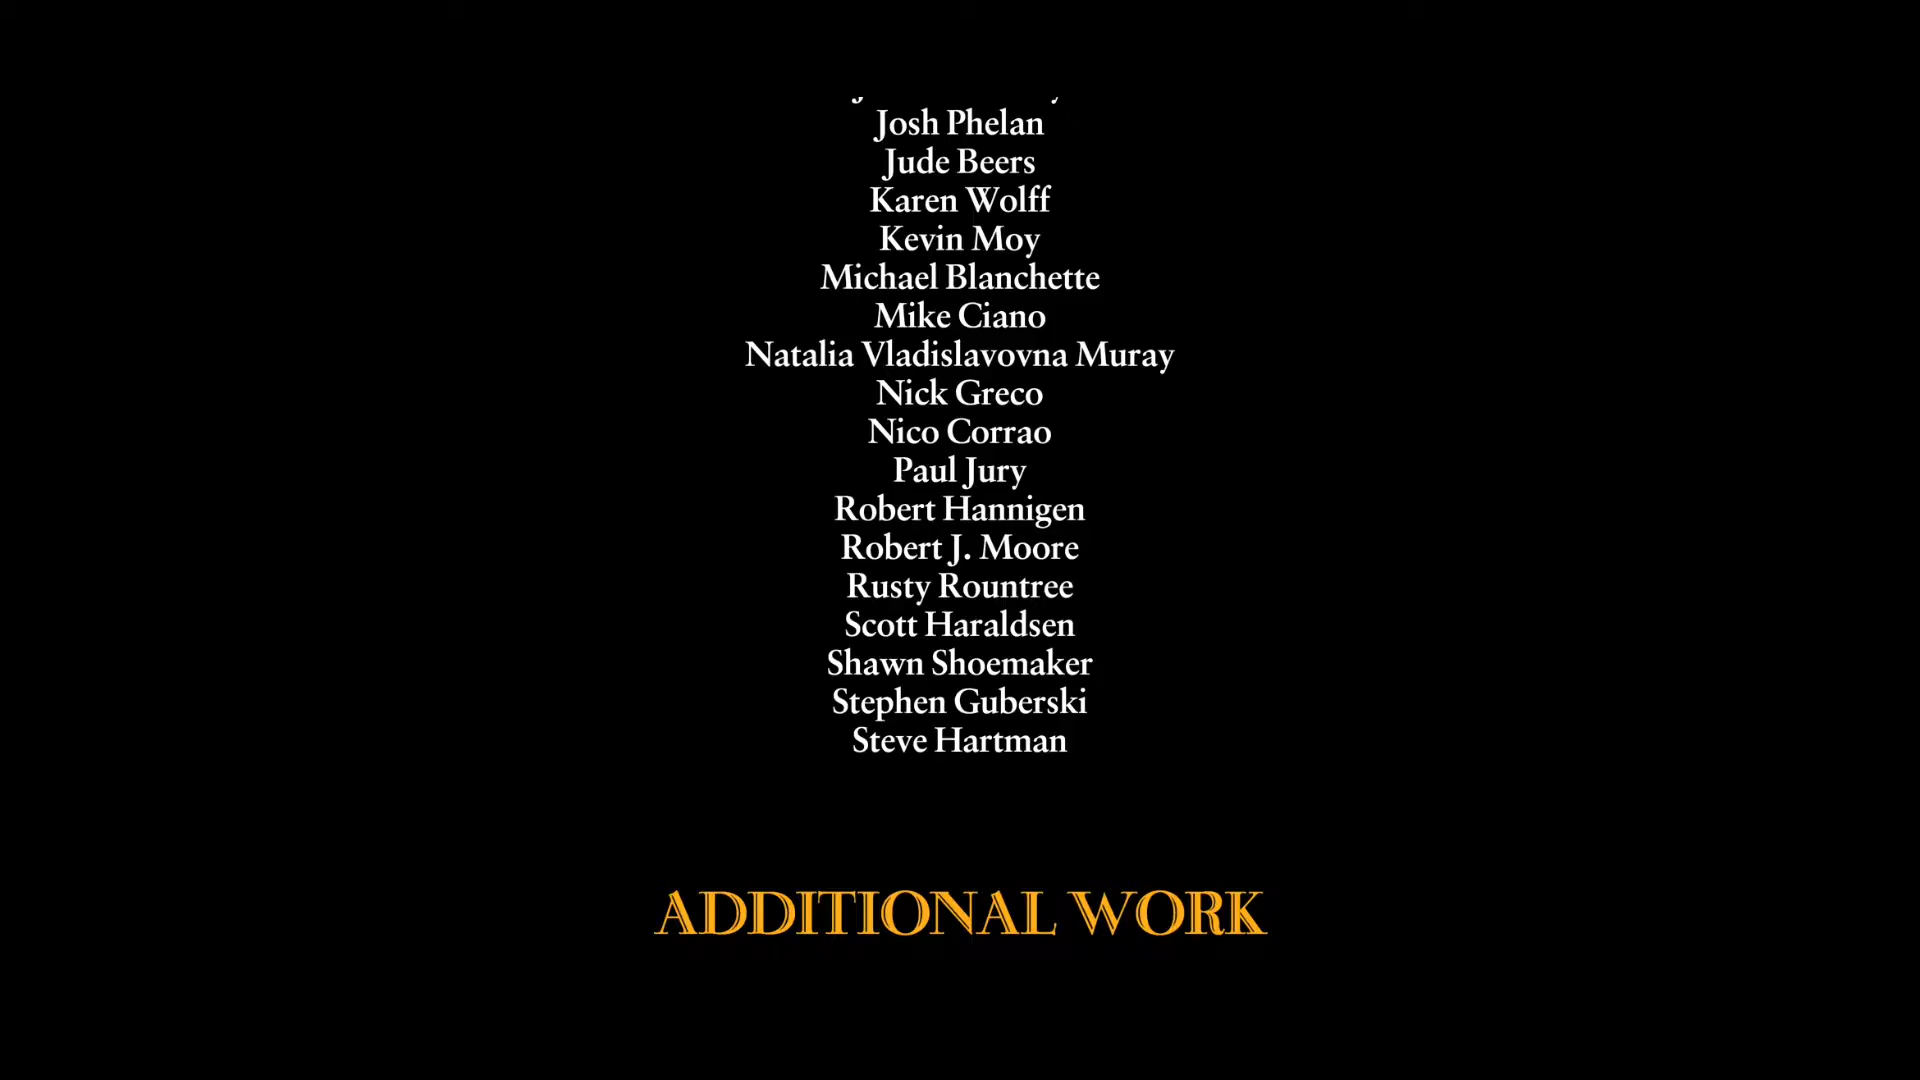 Josh Phelan
Jude Beers
Karen Wolff
Kevin Moy
Michael Blanchette
Mike Ciano
Natalia Vladislavovna Muray
Nick Greco
Nico Corrao
Paul Jury
Robert Hannigen
Robert J. Moore
Rusty Rountree
Scott Haraldsen
Shawn Shoemaker
Stephen Guberski
Steve Hartman
ADDITIONAL WORK